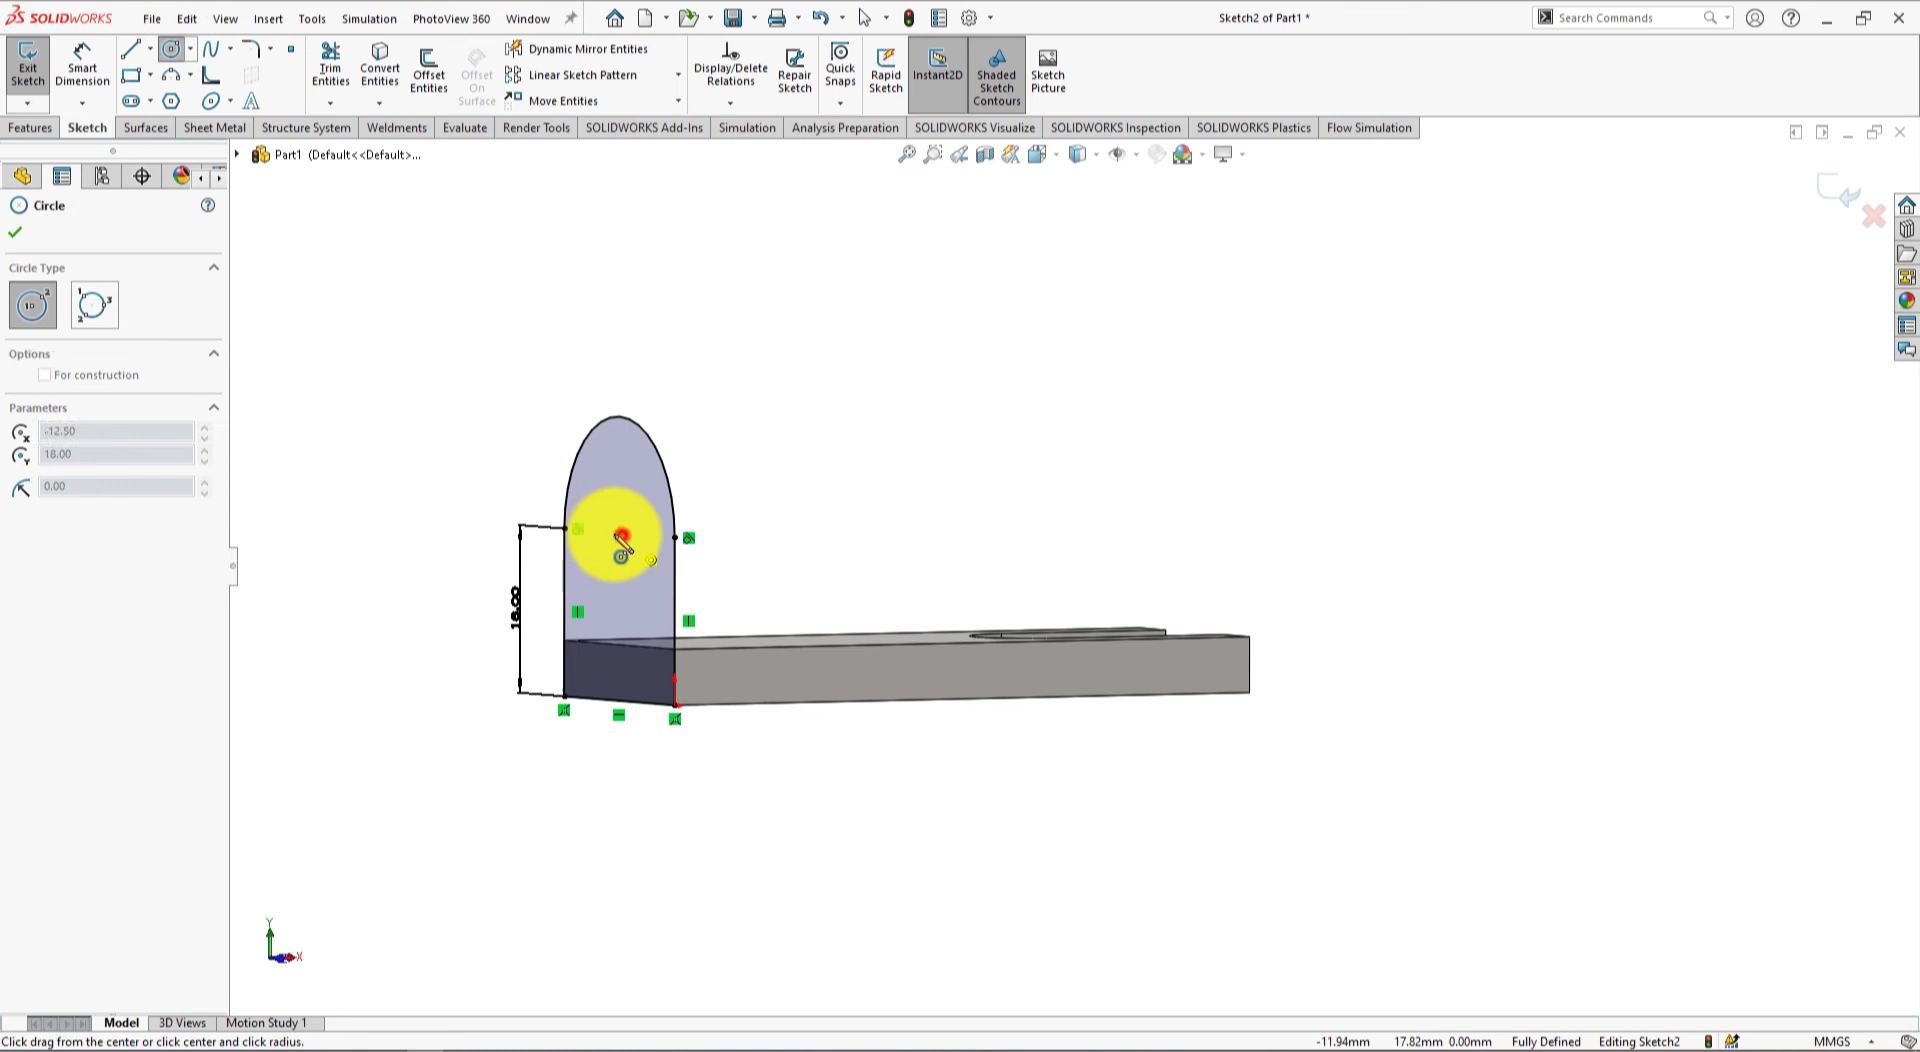 SOLIDWORKS File Edit View Insert Tools Simulation PhotoView 360 Window Sketch2 of Part1 * Search Commands
Exit Sketch
Smart Dimension
Trim Entities
Convert Entities
Offset Entities
Offset On Surface
Dynamic Mirror Entities
Linear Sketch Pattern
Move Entities
Display/Delete Relations
Repair Sketch
Quick Snaps
Rapid Sketch
Instant2D
Shaded Sketch Contours
Sketch Picture
Features Sketch Surfaces Sheet Metal Structure System Weldments Evaluate Render Tools SOLIDWORKS Add-Ins Simulation Analysis Preparation SOLIDWORKS Visualize SOLIDWORKS Inspection SOLIDWORKS Plastics Flow Simulation
Part1 (Default<<Default>...
Circle
Circle Type
Options
For construction
Parameters
-12.50
18.00
0.00
18.00
Y
X
Model 3D Views Motion Study 1
Click drag from the center or click center and click radius. -11.94mm 17.82mm 0.00mm Fully Defined Editing Sketch2 MMGS